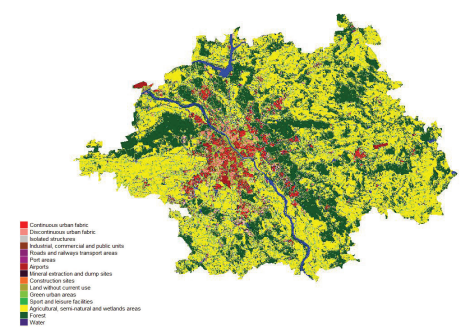 Continuous urban fabric
Discontinuous urban fabric
Isolated structures
Industrial, commercial and public units
Roads and railways transport areas
Port areas
Airports
Mineral extraction and dump sites
Construction sites
Land without current use
Green urban areas
Sport and leisure facilities
Agricultural, semi-natural and wetlands areas
Forest
Water